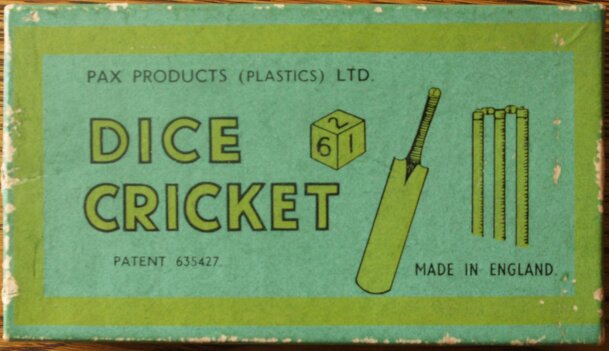 PAX PRODUCTS (PLASTICS) LTD.
DICE
CRICKET
2
6 1
PATENT 635427.
MADE IN ENGLAND.